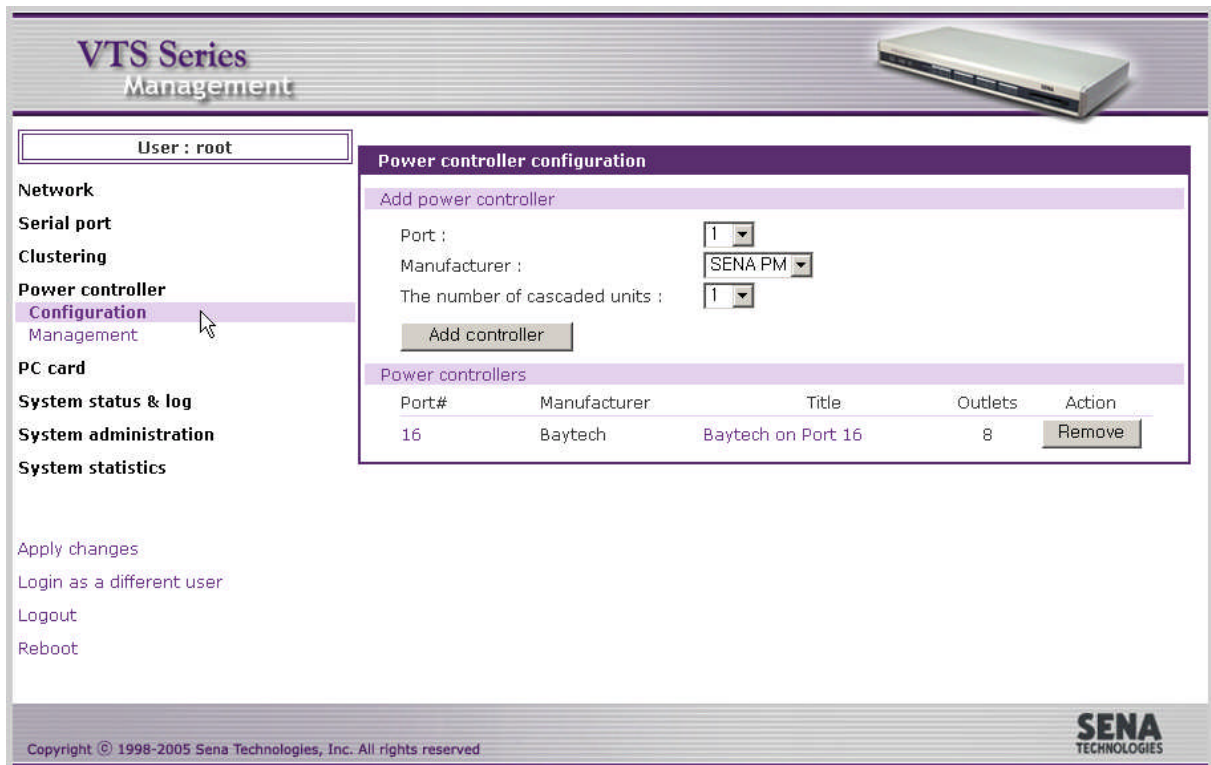 VTS Series
Management
User : root
Network
Serial port
Clustering
Power controller
Configuration
Management
PC card
System status & log
System administration
System statistics
Apply changes
Login as a different user
Logout
Reboot
Power controller configuration
Add power controller
Port : 1
Manufacturer : SENA PM
The number of cascaded units : 1
Add controller
Power controllers
Port# Manufacturer Title Outlets Action
16 Baytech Baytech on Port 16 8 Remove
Copyright © 1998-2005 Sena Technologies, Inc. All rights reserved
SENA
TECHNOLOGIES